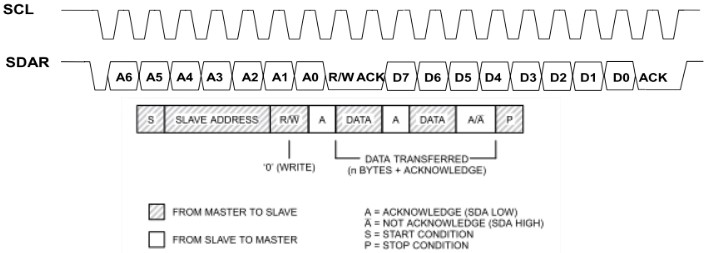 SCL
SDAR A6 A5 A4 A3 A2 A1 A0 R/W ACK D7 D6 D5 D4 D3 D2 D1 D0 ACK
S SLAVE ADDRESS R/W̅ A DATA A DATA A/A̅ P
'0' (WRITE)
DATA TRANSFERRED
(n BYTES + ACKNOWLEDGE)
FROM MASTER TO SLAVE
FROM SLAVE TO MASTER
A = ACKNOWLEDGE (SDA LOW)
A̅ = NOT ACKNOWLEDGE (SDA HIGH)
S = START CONDITION
P = STOP CONDITION